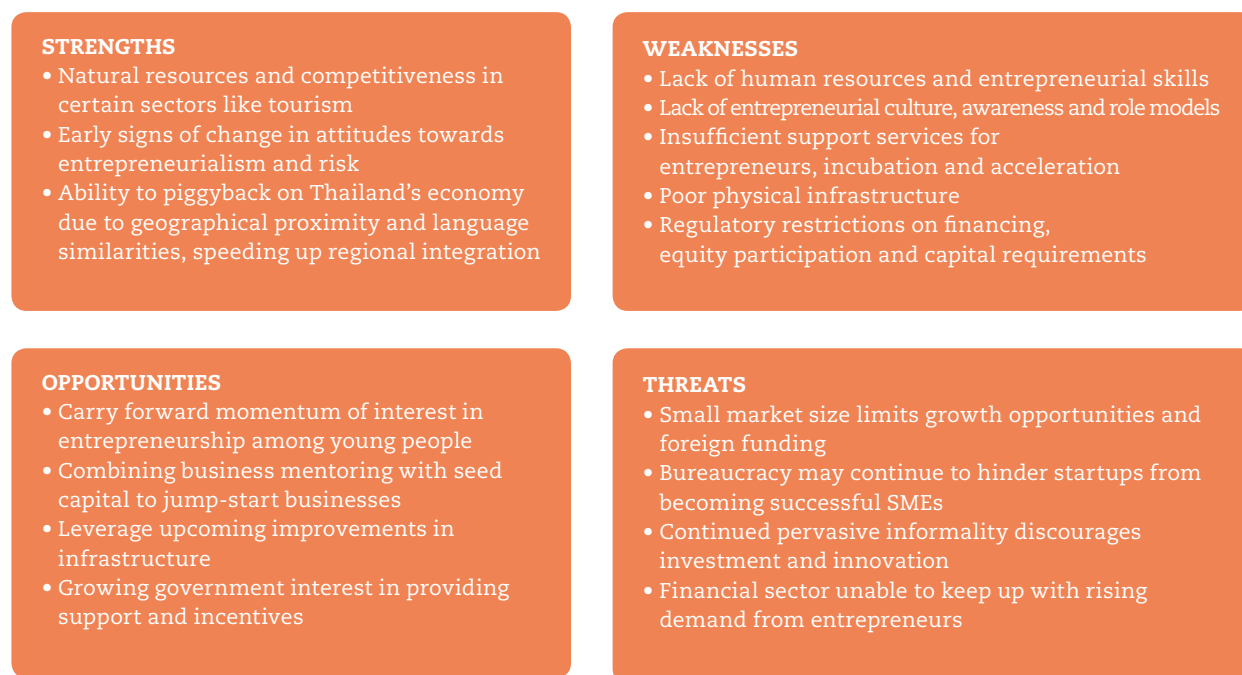 STRENGTHS
• Natural resources and competitiveness in
certain sectors like tourism
• Early signs of change in attitudes towards
entrepreneurialism and risk
• Ability to piggyback on Thailand’s economy
due to geographical proximity and language
similarities, speeding up regional integration
WEAKNESSES
• Lack of human resources and entrepreneurial skills
• Lack of entrepreneurial culture, awareness and role models
• Insufficient support services for
entrepreneurs, incubation and acceleration
• Poor physical infrastructure
• Regulatory restrictions on financing,
equity participation and capital requirements
OPPORTUNITIES
• Carry forward momentum of interest in
entrepreneurship among young people
• Combining business mentoring with seed
capital to jump-start businesses
• Leverage upcoming improvements in
infrastructure
• Growing government interest in providing
support and incentives
THREATS
• Small market size limits growth opportunities and
foreign funding
• Bureaucracy may continue to hinder startups from
becoming successful SMEs
• Continued pervasive informality discourages
investment and innovation
• Financial sector unable to keep up with rising
demand from entrepreneurs